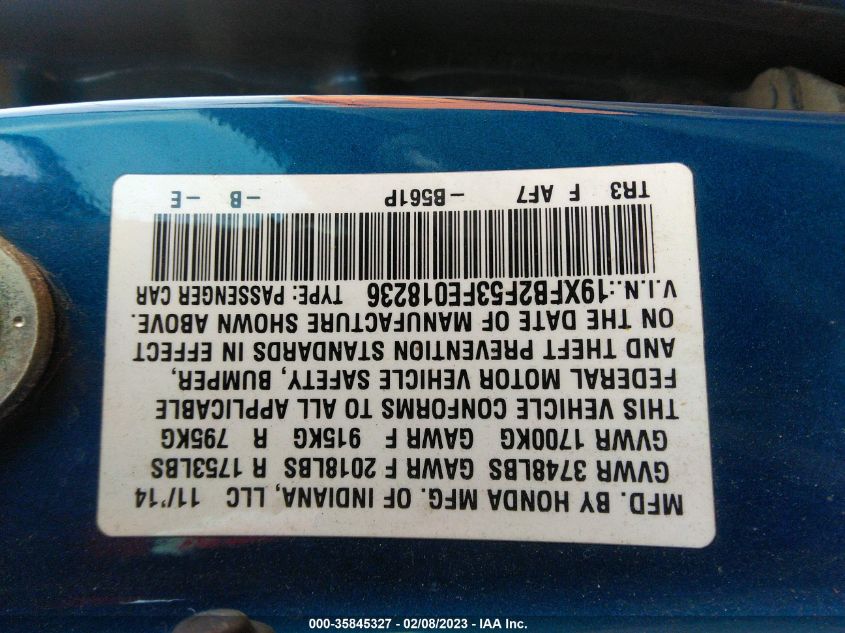 MFD. BY HONDA MFG. OF INDIANA, LLC 11/'14
GVWR 3748LBS GAWR F 2018LBS R 1753LBS
GVWR 1700KG GAWR F 915KG R 795KG
THIS VEHICLE CONFORMS TO ALL APPLICABLE
FEDERAL MOTOR VEHICLE SAFETY, BUMPER,
AND THEFT PREVENTION STANDARDS IN EFFECT
ON THE DATE OF MANUFACTURE SHOWN ABOVE.
V.I.N.:19XFB2F53FE018236 TYPE: PASSENGER CAR
TR3 F AF7 -B561P -B -E
000-35845327 - 02/08/2023 - IAA Inc.